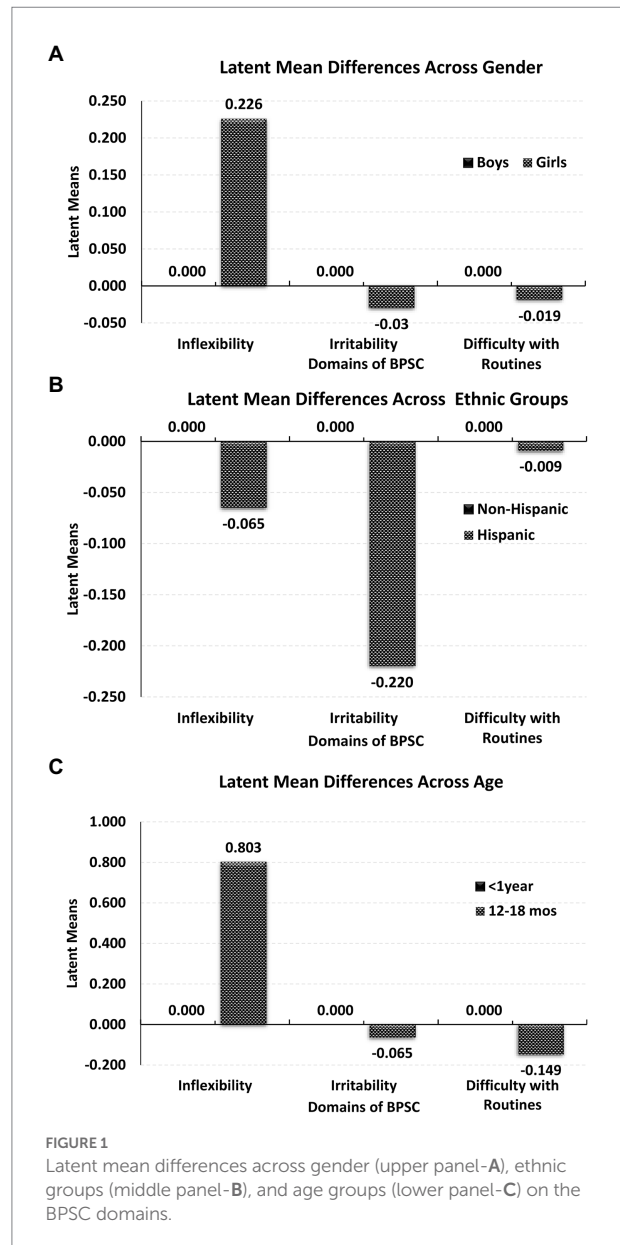 A
Latent Mean Differences Across Gender
0.250
0.200
0.150
0.100
0.050
0.000
-0.050
Latent Means
0.226
Boys Girls
0.000 0.000 0.000
-0.03 -0.019
Inflexibility Irritability Difficulty with
Domains of BPSC Routines
B
Latent Mean Differences Across Ethnic Groups
0.000 0.000 0.000
0.000
-0.050
-0.100
-0.150
-0.200
-0.250
Latent Means
-0.009
-0.065
Non-Hispanic
Hispanic
-0.220
Inflexibility Irritability Difficulty with
Domains of BPSC Routines
C
Latent Mean Differences Across Age
1.000
0.800
0.600
0.400
0.200
0.000
-0.200
Latent Means
0.803
<1year
12-18 mos
0.000 0.000 0.000
-0.065 -0.149
Inflexibility Irritability Difficulty with
Domains of BPSC Routines
FIGURE 1
Latent mean differences across gender (upper panel-A), ethnic
groups (middle panel-B), and age groups (lower panel-C) on the
BPSC domains.